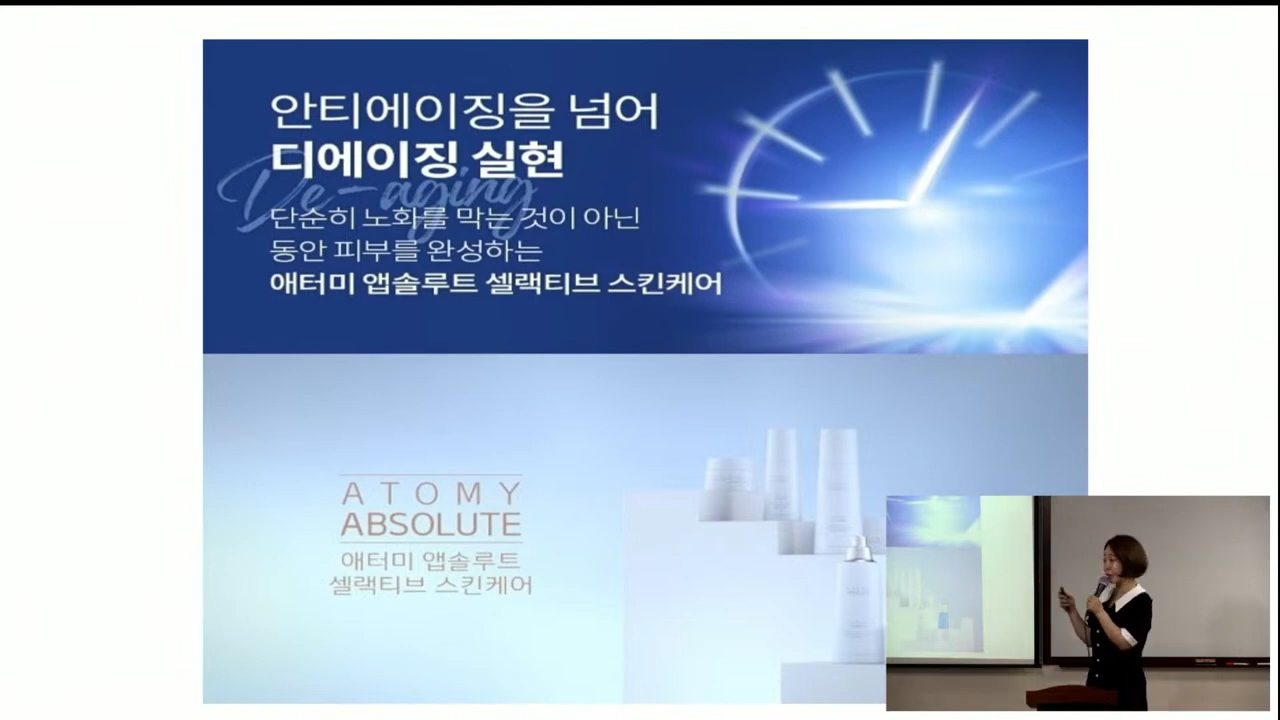 안티에이징을 넘어
디에이징 실현
De-aging
단순히 노화를 막는 것이 아닌
동안 피부를 완성하는
애터미 앱솔루트 셀랙티브 스킨케어
ATOMY
ABSOLUTE
애터미 앱솔루트
셀랙티브 스킨케어